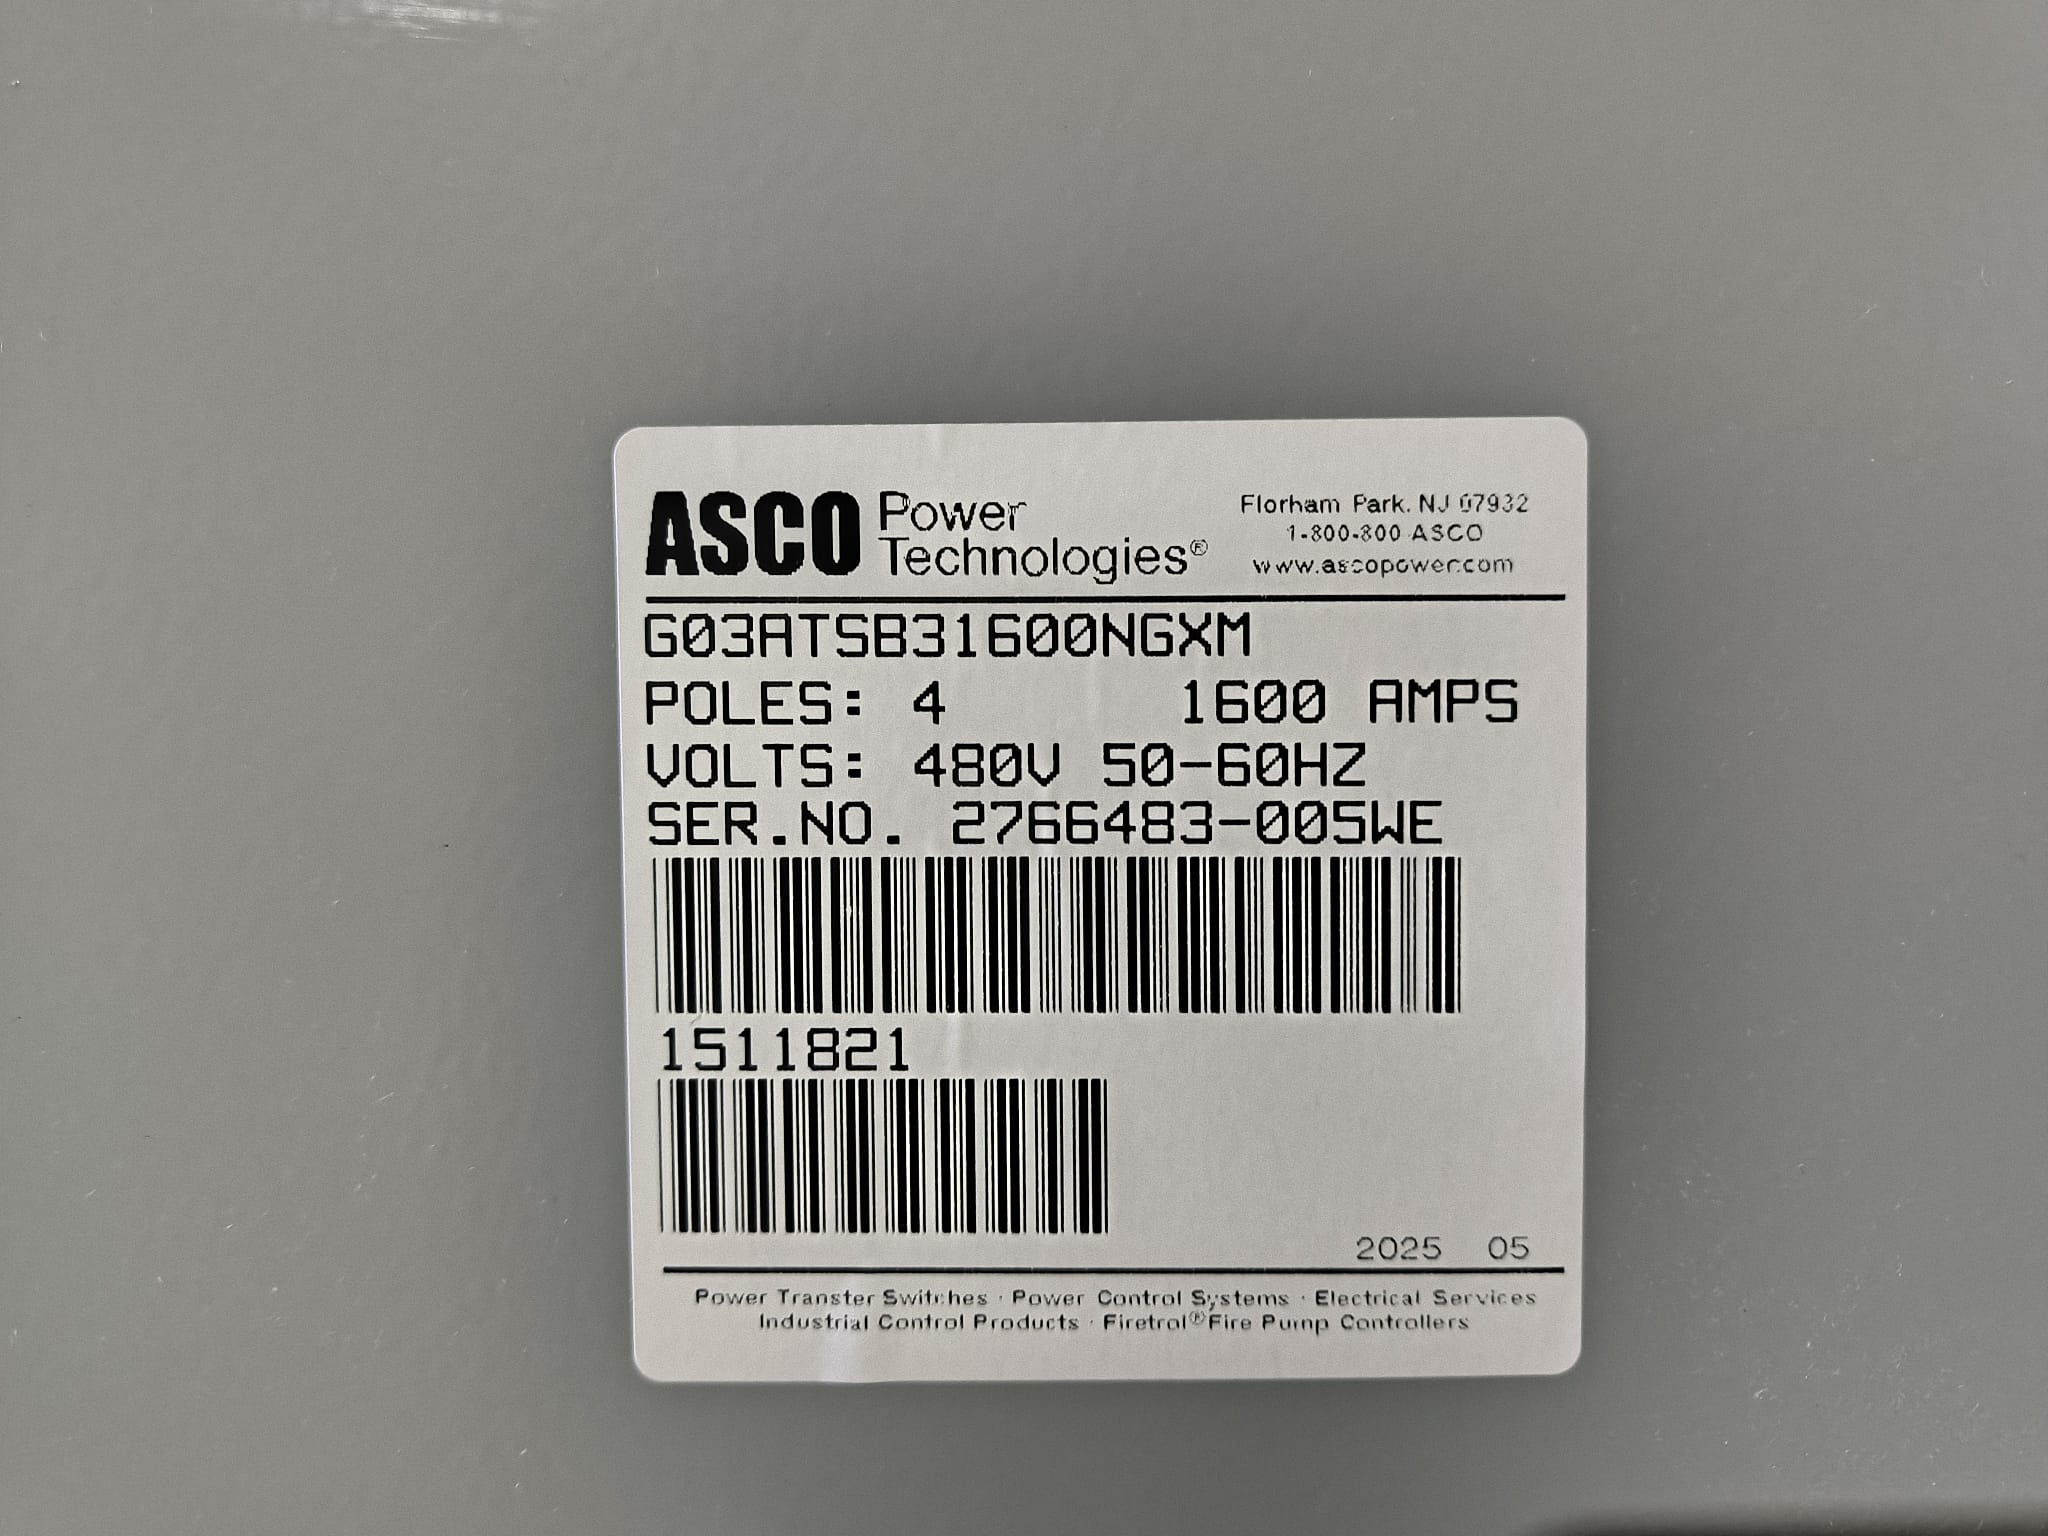 ASCO Power Technologies®
Florham Park, NJ 07932
1-800-800 ASCO
www.ascopower.com
G03ATSB31600NGXM
POLES: 4 1600 AMPS
VOLTS: 480V 50-60HZ
SER.NO. 2766483-005WE
1511821
2025 05
Power Transfer Switches · Power Control Systems · Electrical Services
Industrial Control Products · Firetrol® Fire Pump Controllers